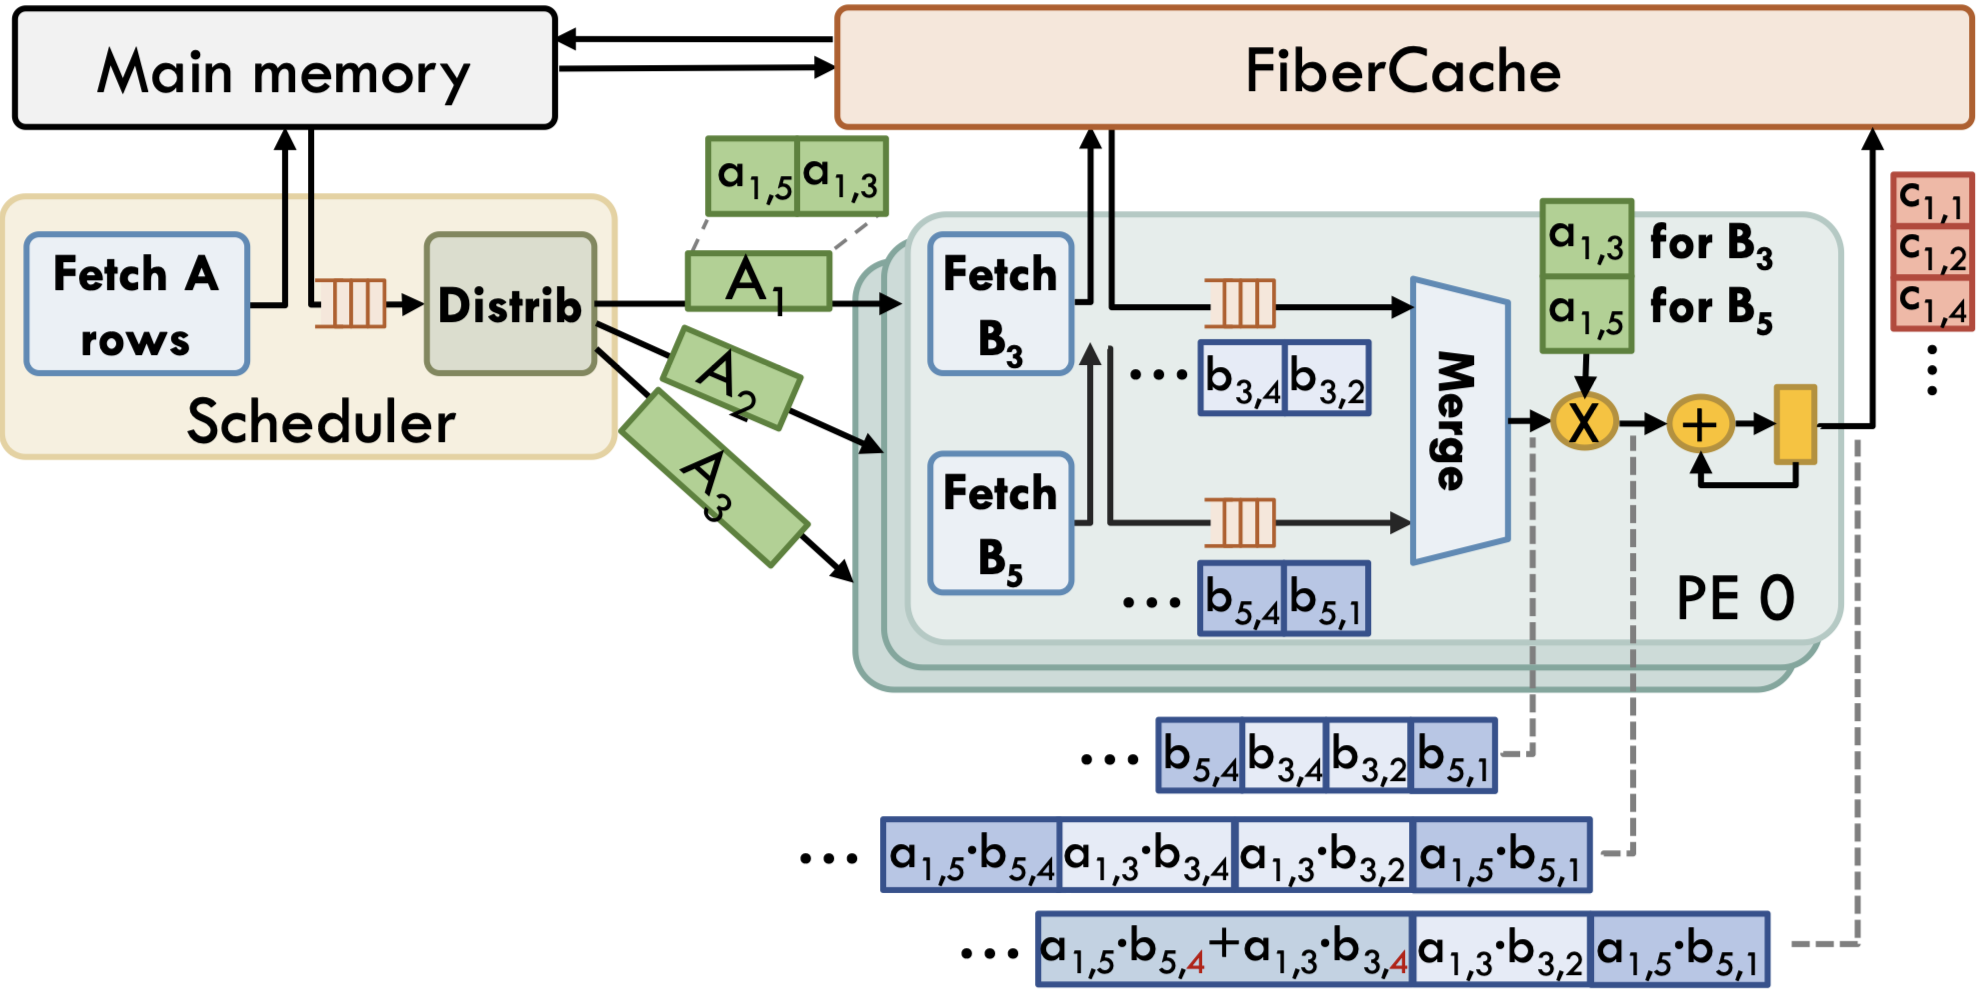 Main memory
FiberCache
a1,5 a1,3
Fetch A
rows
Distrib
Scheduler
A1
A2
A3
Fetch
B3
Fetch
B5
... b3,4 b3,2
... b5,4 b5,1
Merge
a1,3 for B3
a1,5 for B5
X
+
PE 0
c1,1
c1,2
c1,4
⋮
... b5,4 b3,4 b3,2 b5,1
... a1,5·b5,4 a1,3·b3,4 a1,3·b3,2 a1,5·b5,1
... a1,5·b5,4+a1,3·b3,4 a1,3·b3,2 a1,5·b5,1